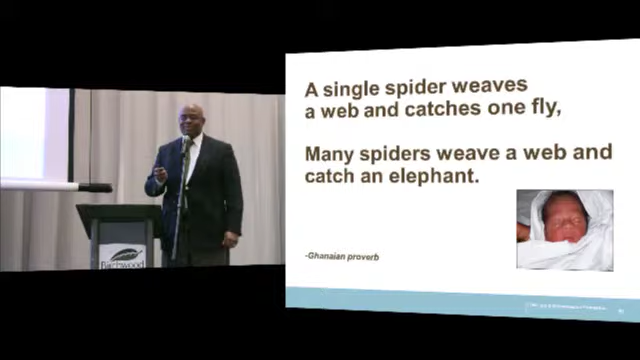 A single spider weaves
a web and catches one fly,
Many spiders weave a web and
catch an elephant.
-Ghanaian proverb
Birchwood